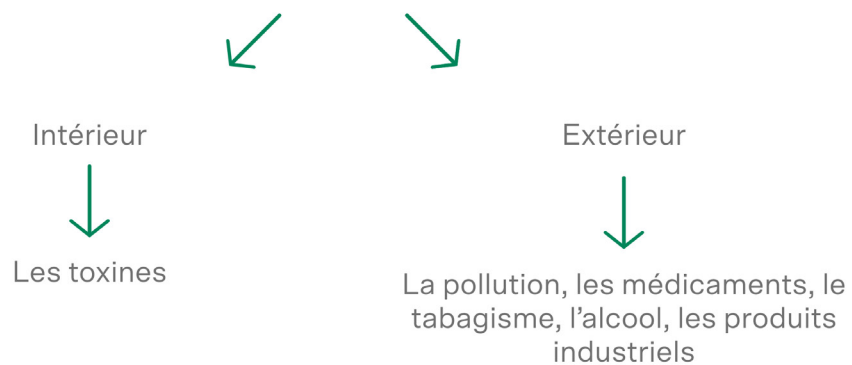 Intérieur
Extérieur
Les toxines
La pollution, les médicaments, le
tabagisme, l’alcool, les produits
industriels